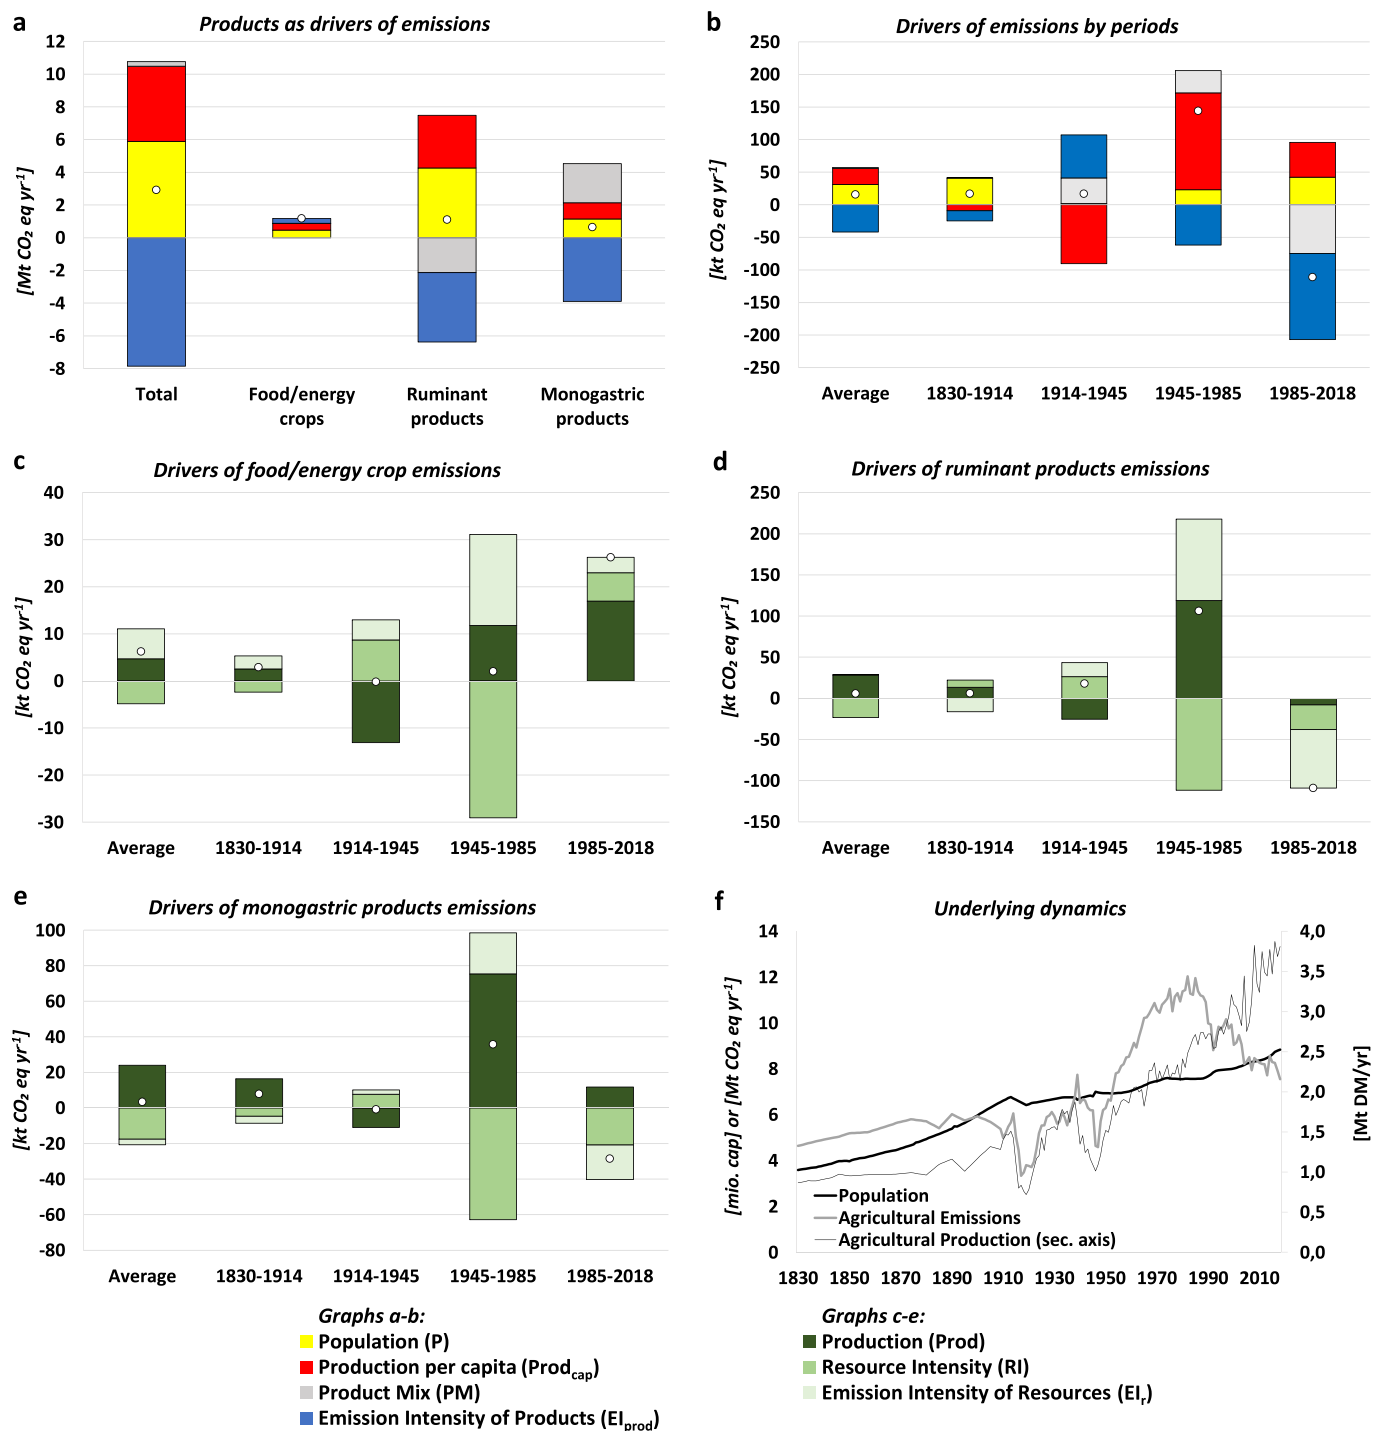 a
Products as drivers of emissions
[Mt CO₂ eq yr⁻¹]
12
10
8
6
4
2
0
-2
-4
-6
-8
Total
Food/energy crops
Ruminant products
Monogastric products
b
Drivers of emissions by periods
[kt CO₂ eq yr⁻¹]
250
200
150
100
50
0
-50
-100
-150
-200
-250
Average 1830-1914 1914-1945 1945-1985 1985-2018
c
Drivers of food/energy crop emissions
[kt CO₂ eq yr⁻¹]
40
30
20
10
0
-10
-20
-30
Average 1830-1914 1914-1945 1945-1985 1985-2018
d
Drivers of ruminant products emissions
[kt CO₂ eq yr⁻¹]
250
200
150
100
50
0
-50
-100
-150
Average 1830-1914 1914-1945 1945-1985 1985-2018
e
Drivers of monogastric products emissions
[kt CO₂ eq yr⁻¹]
100
80
60
40
20
0
-20
-40
-60
-80
Average 1830-1914 1914-1945 1945-1985 1985-2018
f
Underlying dynamics
[mio. cap] or [Mt CO₂ eq yr⁻¹]
14
12
10
8
6
4
2
0
4,0
3,5
3,0
2,5
2,0
1,5
1,0
0,5
0,0
[Mt DM/yr]
Population
Agricultural Emissions
Agricultural Production (sec. axis)
1830 1850 1870 1890 1910 1930 1950 1970 1990 2010
Graphs a-b:
Population (P)
Production per capita (Prod_cap)
Product Mix (PM)
Emission Intensity of Products (EI_prod)
Graphs c-e:
Production (Prod)
Resource Intensity (RI)
Emission Intensity of Resources (EI_r)